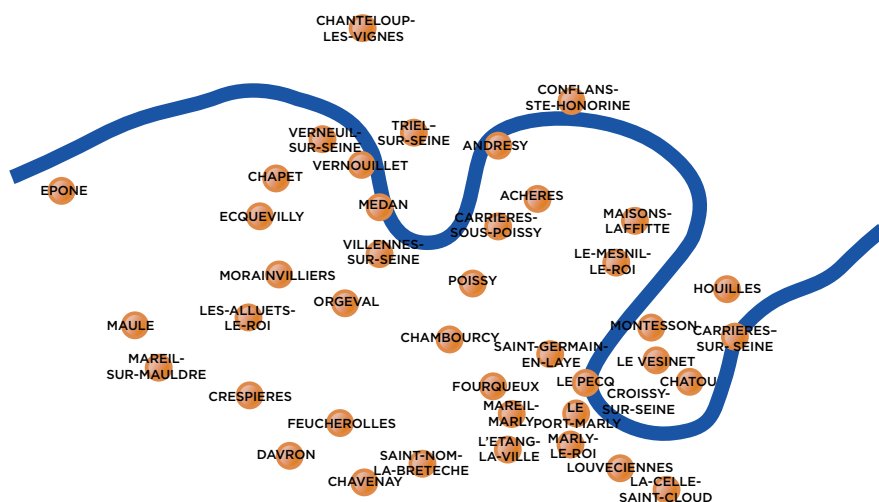 CHANTELOUP-
LES-VIGNES
CONFLANS-
STE-HONORINE
VERNEUIL-
SUR-SEINE
TRIEL–
SUR-SEINE
ANDRESY
VERNOUILLET
CHAPET
EPONE
ACHERES
MEDAN
ECQUEVILLY
CARRIERES-
SOUS-POISSY
MAISONS-
LAFFITTE
VILLENNES-
SUR-SEINE
LE-MESNIL-
LE-ROI
MORAINVILLIERS
POISSY
HOUILLES
ORGEVAL
LES-ALLUETS-
LE-ROI
MAULE
MONTESSON
CARRIERES–
SUR- SEINE
CHAMBOURCY
SAINT-GERMAIN-
EN-LAYE
LE VESINET
MAREIL-
SUR-MAULDRE
FOURQUEUX
LE PECQ
CHATOU
CROISSY-
SUR-SEINE
CRESPIERES
MAREIL-
MARLY
LE
PORT-MARLY
FEUCHEROLLES
L'ETANG-
LA-VILLE
MARLY-
LE-ROI
DAVRON
SAINT-NOM-
LA-BRETECHE
LOUVECIENNES
CHAVENAY
LA-CELLE-
SAINT-CLOUD